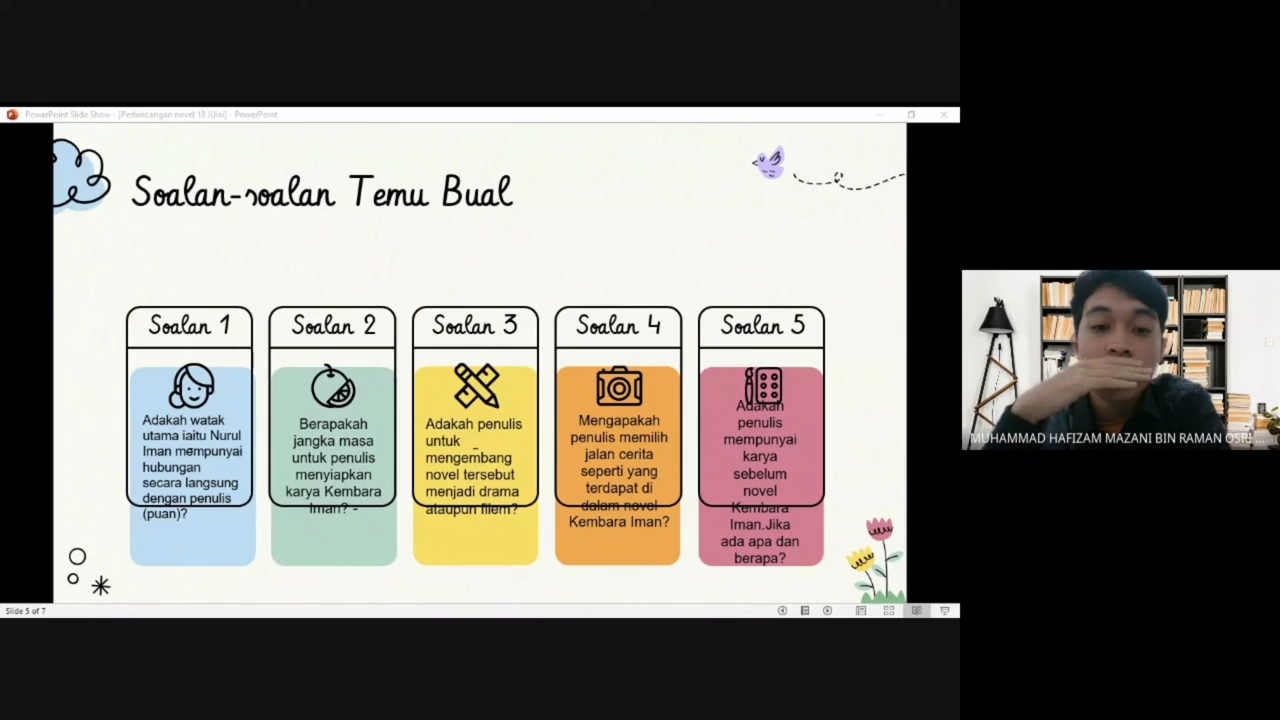 PowerPoint Slide Show - [Perbincangan novel 18 JUlai] - PowerPoint
Soalan-soalan Temu Bual
Soalan 1
Adakah watak
utama iaitu Nurul
Iman mempunyai
hubungan
secara langsung
dengan penulis
(puan)?
Soalan 2
Berapakah
jangka masa
untuk penulis
menyiapkan
karya Kembara
Iman? -
Soalan 3
Adakah penulis
untuk _
mengembang
novel tersebut
menjadi drama
ataupun filem?
Soalan 4
Mengapakah
penulis memilih
jalan cerita
seperti yang
terdapat di
dalam novel
Kembara Iman?
Soalan 5
Adakah
penulis
mempunyai
karya
sebelum
novel
Kembara
Iman.Jika
ada apa dan
berapa?
Slide 5 of 7
MUHAMMAD HAFIZAM MAZANI BIN RAMAN OSRI ...